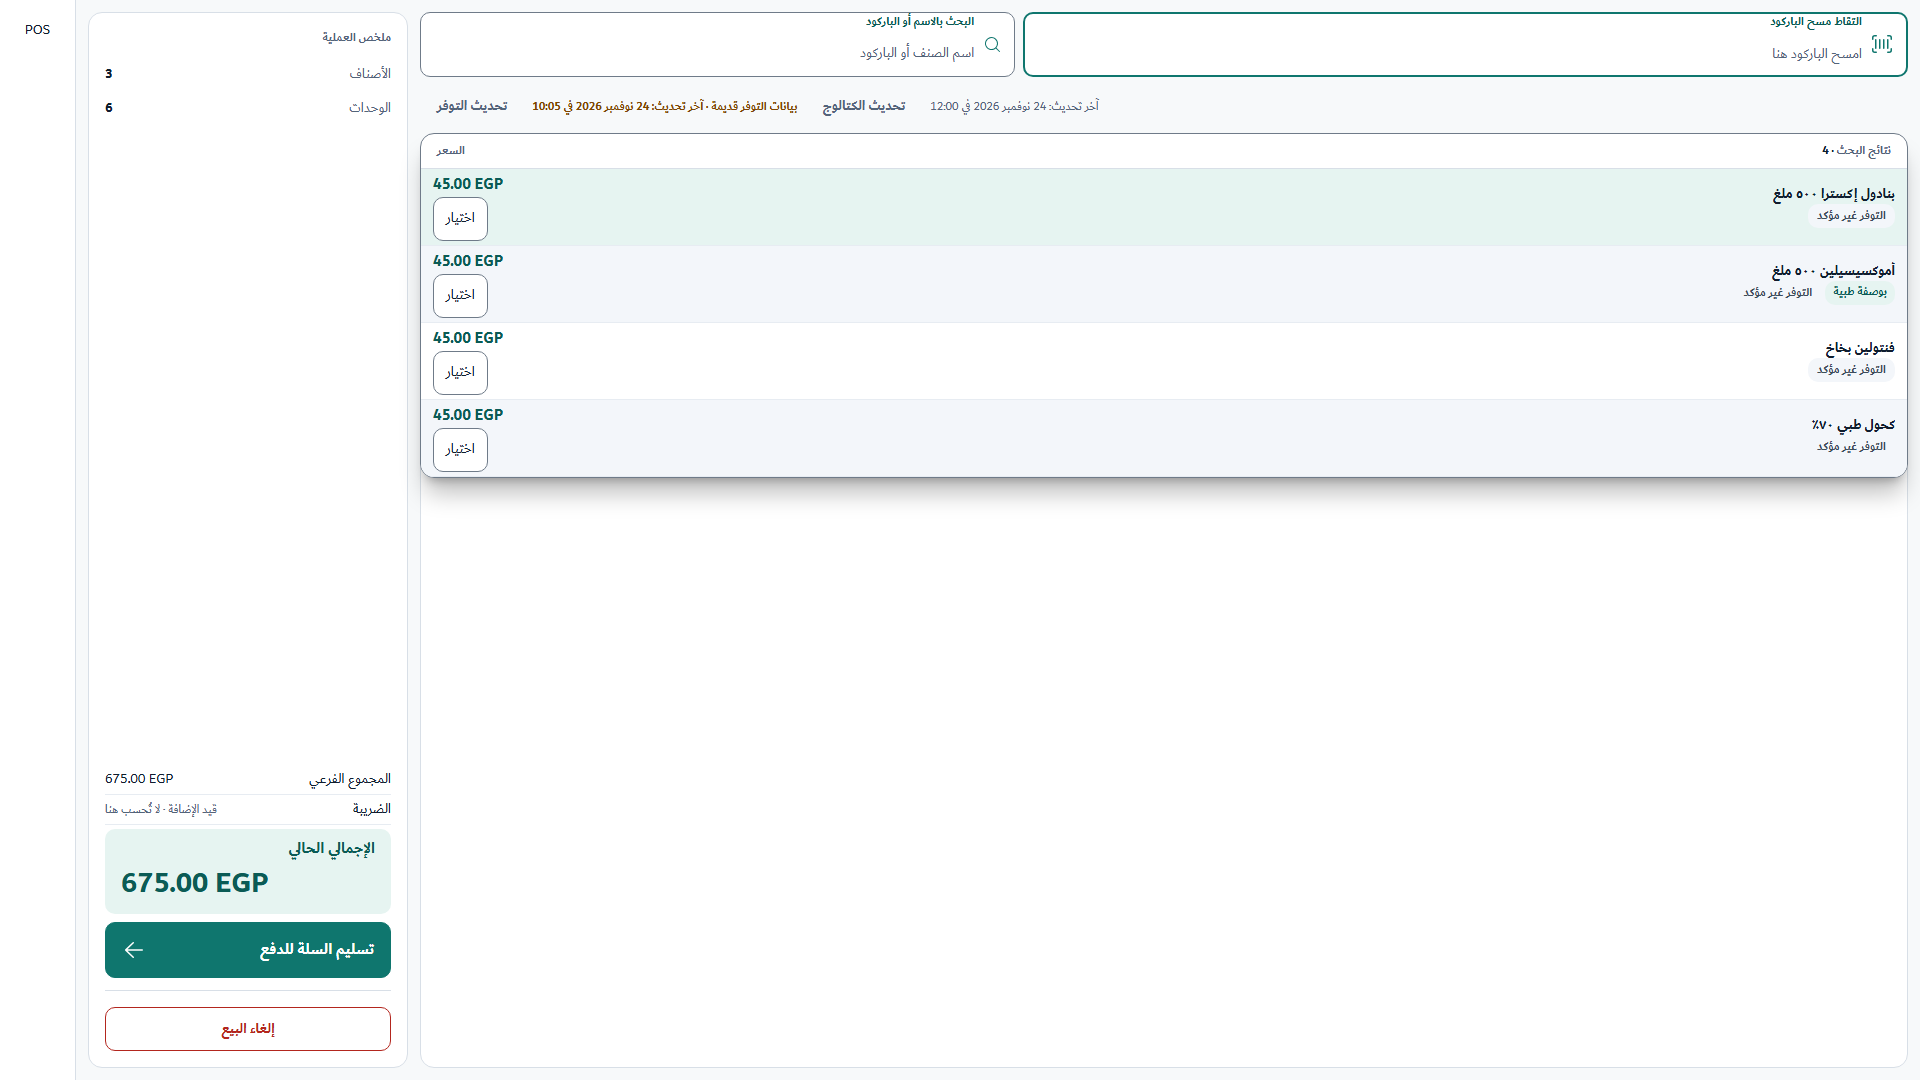 التقاط مسح الباركود
امسح الباركود هنا
البحث بالاسم أو الباركود
اسم الصنف أو الباركود
آخر تحديث: 24 نوفمبر 2026 في 12:00
تحديث الكتالوج
بيانات التوفر قديمة · آخر تحديث: 24 نوفمبر 2026 في 10:05
تحديث التوفر
نتائج البحث · ٤
السعر
بنادول إكسترا ٥٠٠ ملغ
التوفر غير مؤكد
45.00 EGP
اختيار
أموكسيسيلين ٥٠٠ ملغ
بوصفة طبية
التوفر غير مؤكد
45.00 EGP
اختيار
فنتولين بخاخ
التوفر غير مؤكد
45.00 EGP
اختيار
كحول طبي ٧٠٪
التوفر غير مؤكد
45.00 EGP
اختيار
ملخص العملية
الأصناف 3
الوحدات 6
المجموع الفرعي 675.00 EGP
الضريبة قيد الإضافة · لا تُحسب هنا
الإجمالي الحالي
675.00 EGP
تسليم السلة للدفع
إلغاء البيع
POS